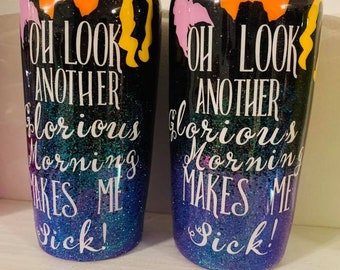 OH LOOK
ANOTHER
Glorious
Morning
MAKES ME
Sick!
OH LOOK
ANOTHER
Glorious
Morning
MAKES ME
Sick!